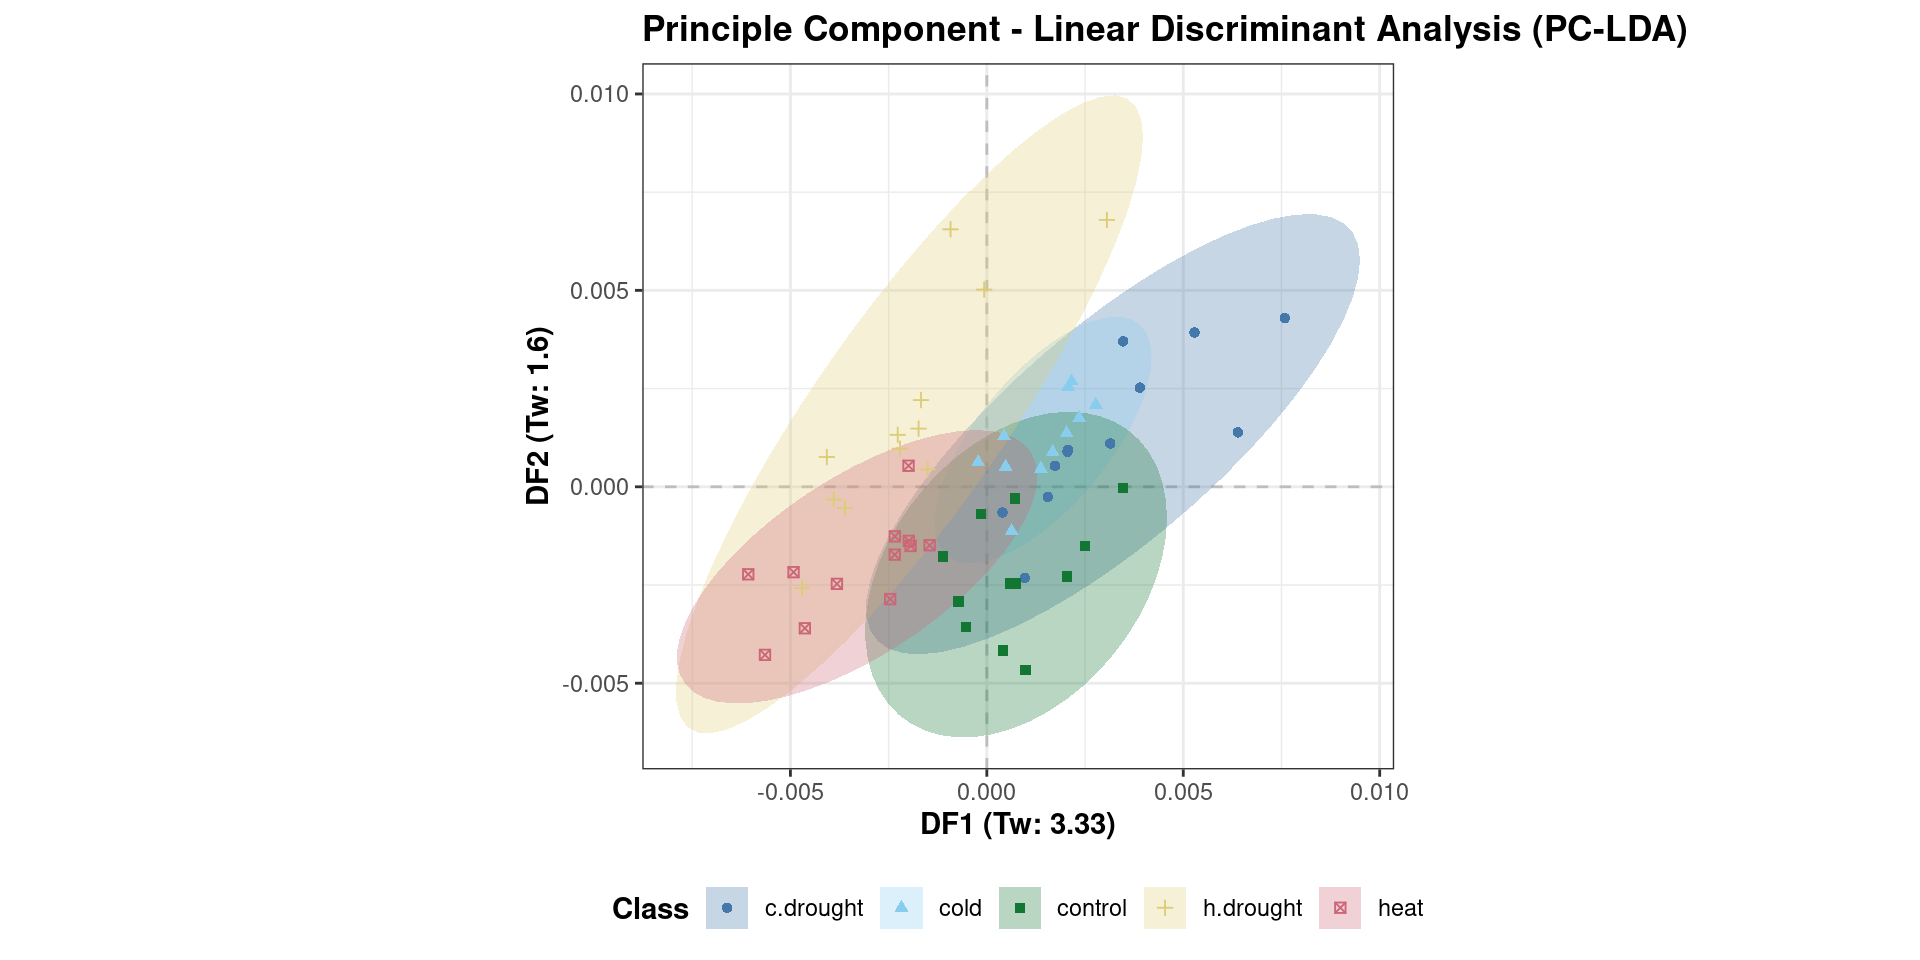 Principle Component - Linear Discriminant Analysis (PC-LDA)
0.010
0.005
0.000
-0.005
DF2 (Tw: 1.6)
-0.005 0.000 0.005 0.010
DF1 (Tw: 3.33)
Class c.drought cold control h.drought heat